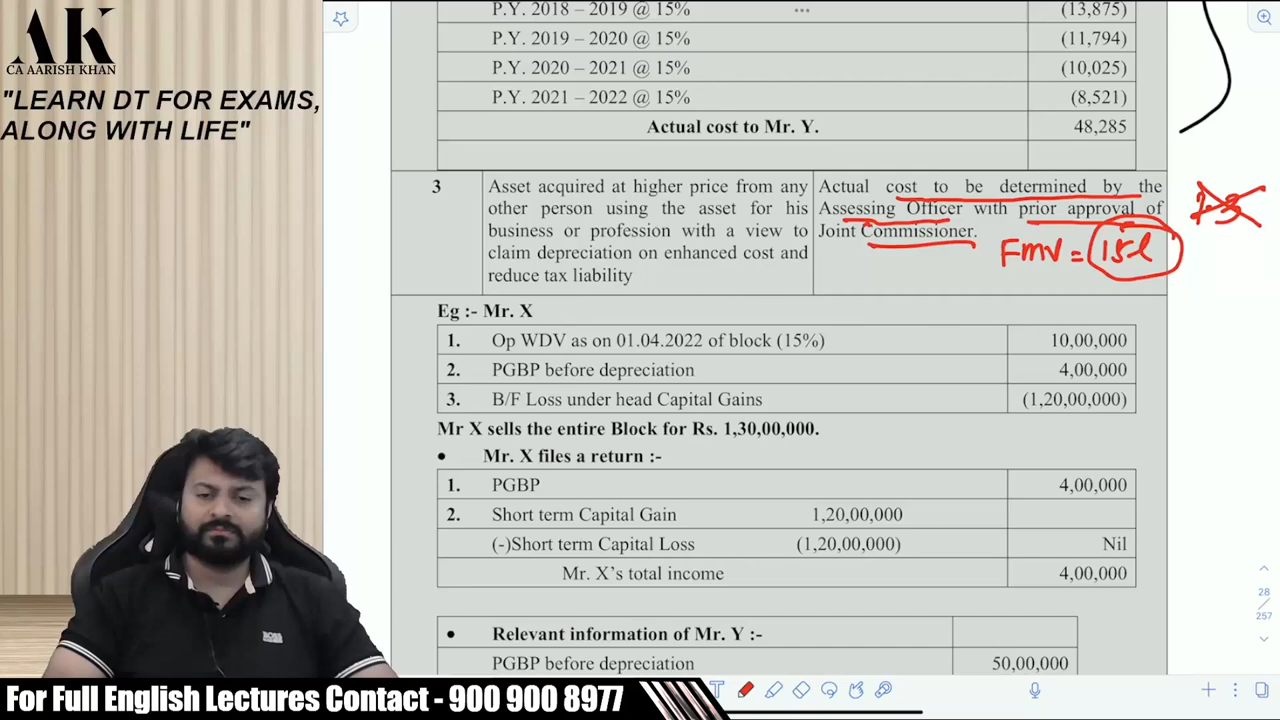 AK
CA AARISH KHAN
"LEARN DT FOR EXAMS,
ALONG WITH LIFE"
P.Y. 2018 – 2019 @ 15% (13,875)
P.Y. 2019 – 2020 @ 15% (11,794)
P.Y. 2020 – 2021 @ 15% (10,025)
P.Y. 2021 – 2022 @ 15% (8,521)
Actual cost to Mr. Y. 48,285
3 Asset acquired at higher price from any Actual cost to be determined by the
other person using the asset for his Assessing Officer with prior approval of
business or profession with a view to Joint Commissioner.
claim depreciation on enhanced cost and
reduce tax liability
FMV = 15l
Eg :- Mr. X
1. Op WDV as on 01.04.2022 of block (15%) 10,00,000
2. PGBP before depreciation 4,00,000
3. B/F Loss under head Capital Gains (1,20,00,000)
Mr X sells the entire Block for Rs. 1,30,00,000.
• Mr. X files a return :-
1. PGBP 4,00,000
2. Short term Capital Gain 1,20,00,000
(-)Short term Capital Loss (1,20,00,000) Nil
Mr. X's total income 4,00,000
• Relevant information of Mr. Y :-
PGBP before depreciation 50,00,000
28
/
257
For Full English Lectures Contact - 900 900 8977